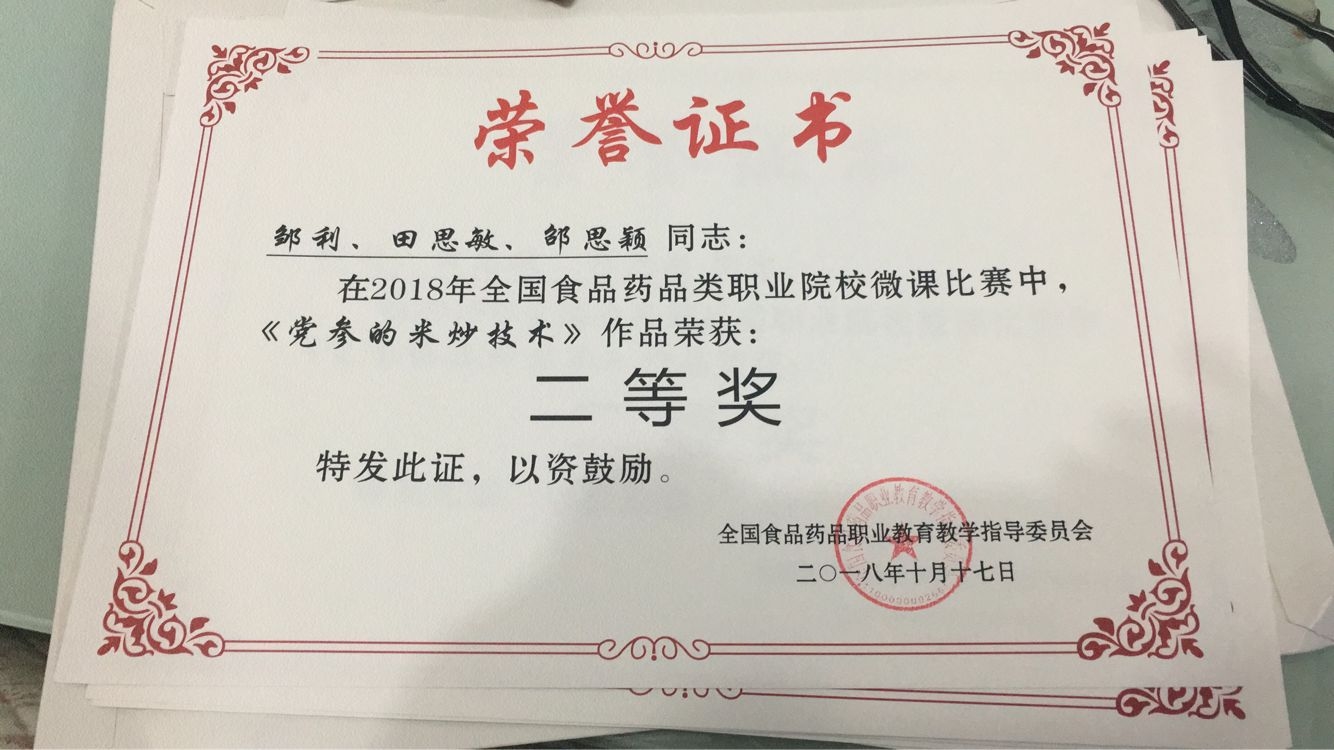 荣誉证书
邹利、田思敏、邵思颖 同志：
在2018年全国食品药品类职业院校微课比赛中，
《党参的米炒技术》作品荣获：
二等奖
特发此证，以资鼓励。
全国食品药品职业教育教学指导委员会
二〇一八年十月十七日